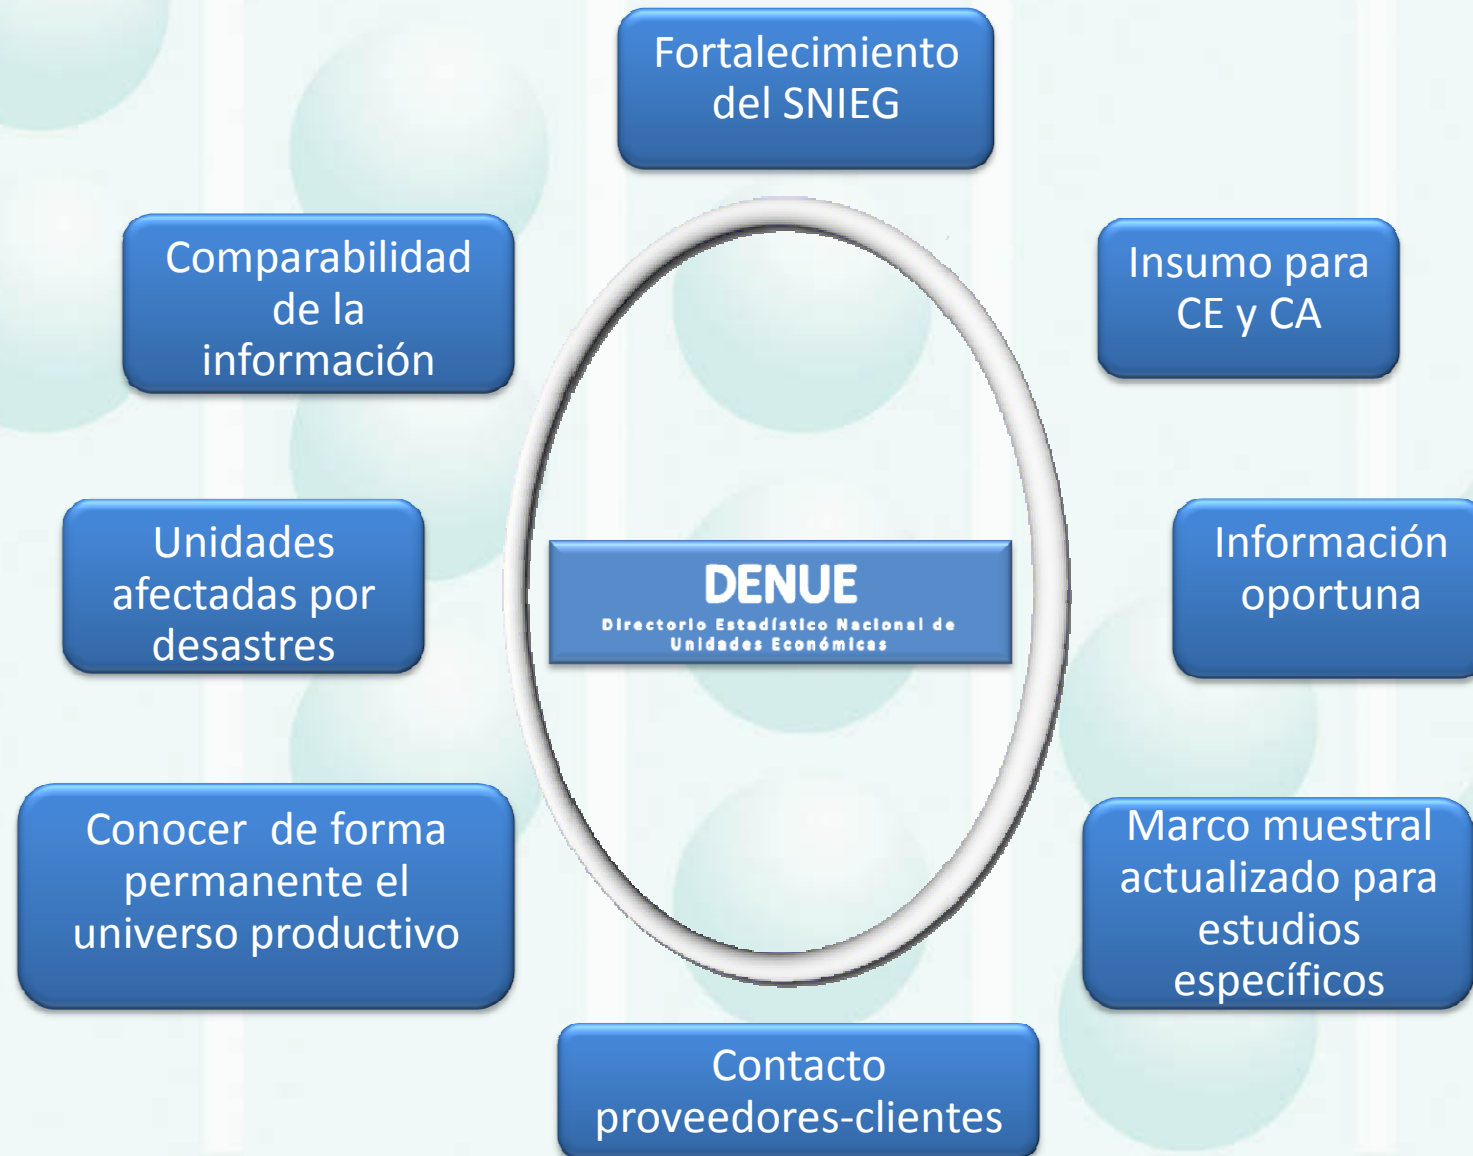 Fortalecimiento
del SNIEG
Comparabilidad
de la
información
Insumo para
CE y CA
Unidades
afectadas por
desastres
DENUE
Directorio Estadístico Nacional de
Unidades Económicas
Información
oportuna
Conocer de forma
permanente el
universo productivo
Marco muestral
actualizado para
estudios
específicos
Contacto
proveedores-clientes